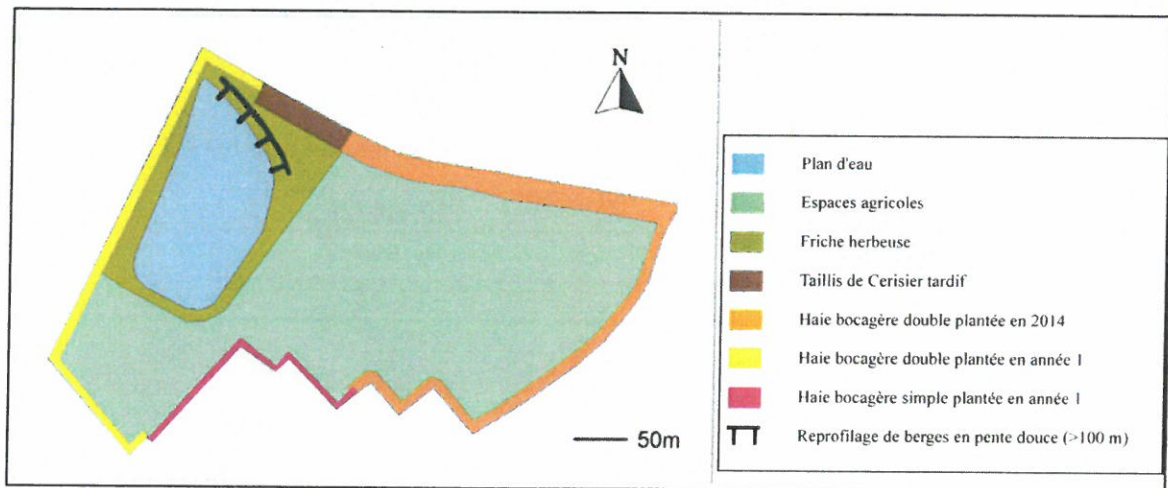 N
50m
Plan d'eau
Espaces agricoles
Friche herbeuse
Taillis de Cerisier tardif
Haie bocagère double plantée en 2014
Haie bocagère double plantée en année 1
Haie bocagère simple plantée en année 1
Reprofilage de berges en pente douce (>100 m)